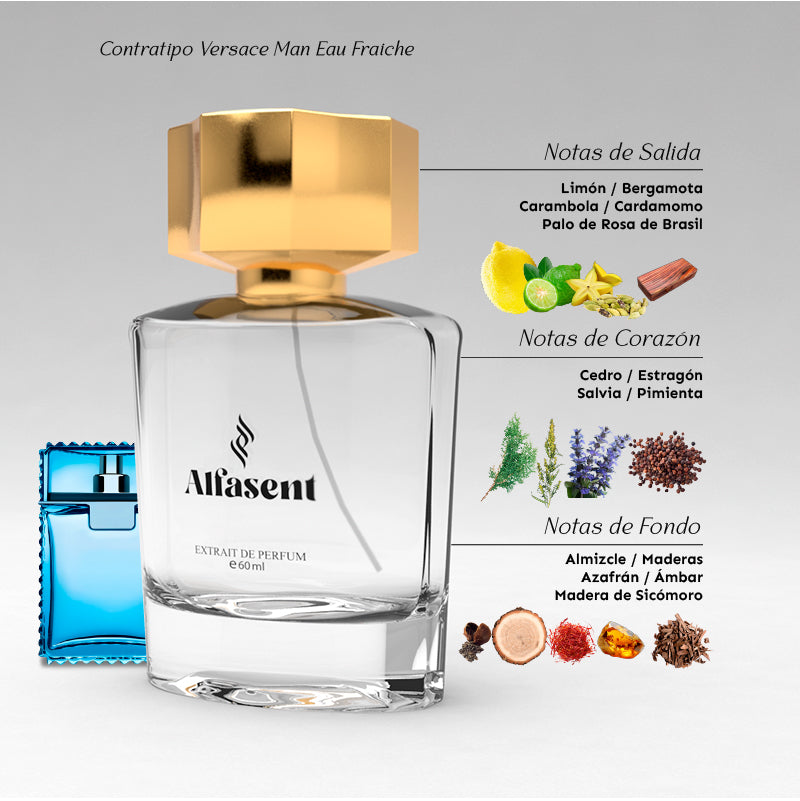 Contratipo Versace Man Eau Fraiche
Notas de Salida
Limón / Bergamota
Carambola / Cardamomo
Palo de Rosa de Brasil
Notas de Corazón
Cedro / Estragón
Salvia / Pimienta
Alfasent
EXTRAIT DE PERFUM
e 60 ml
Notas de Fondo
Almizcle / Maderas
Azafrán / Ámbar
Madera de Sicómoro